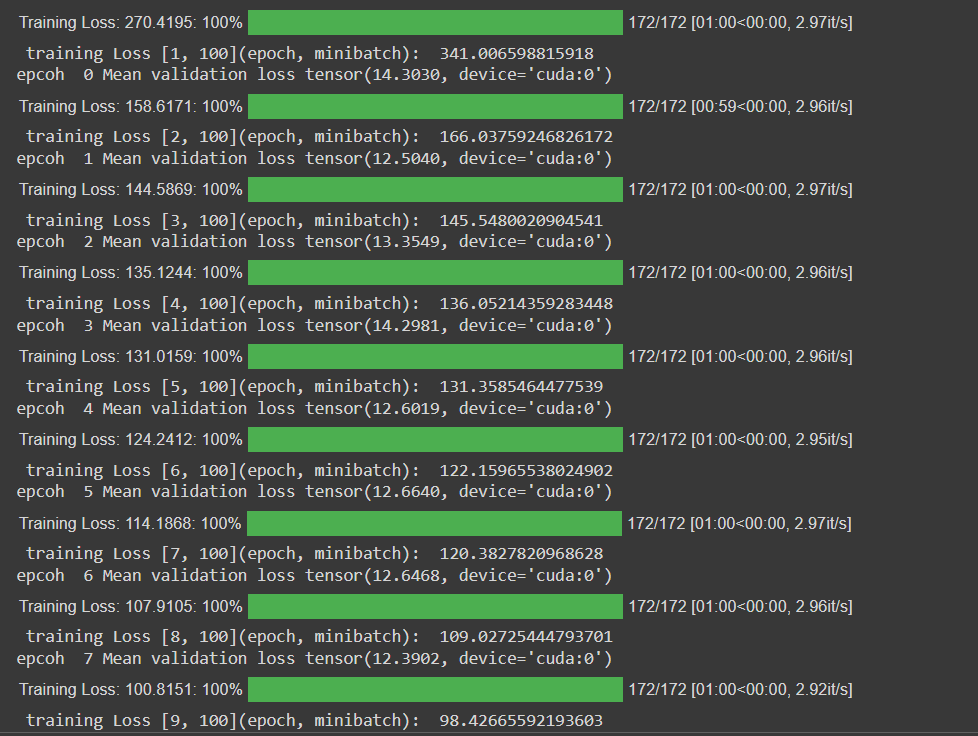 Training Loss: 270.4195: 100% 172/172 [01:00<00:00, 2.97it/s]
training Loss [1, 100](epoch, minibatch): 341.006598815918
epcoh 0 Mean validation loss tensor(14.3030, device='cuda:0')
Training Loss: 158.6171: 100% 172/172 [00:59<00:00, 2.96it/s]
training Loss [2, 100](epoch, minibatch): 166.03759246826172
epcoh 1 Mean validation loss tensor(12.5040, device='cuda:0')
Training Loss: 144.5869: 100% 172/172 [01:00<00:00, 2.97it/s]
training Loss [3, 100](epoch, minibatch): 145.5480020904541
epcoh 2 Mean validation loss tensor(13.3549, device='cuda:0')
Training Loss: 135.1244: 100% 172/172 [01:00<00:00, 2.96it/s]
training Loss [4, 100](epoch, minibatch): 136.05214359283448
epcoh 3 Mean validation loss tensor(14.2981, device='cuda:0')
Training Loss: 131.0159: 100% 172/172 [01:00<00:00, 2.96it/s]
training Loss [5, 100](epoch, minibatch): 131.3585464477539
epcoh 4 Mean validation loss tensor(12.6019, device='cuda:0')
Training Loss: 124.2412: 100% 172/172 [01:00<00:00, 2.95it/s]
training Loss [6, 100](epoch, minibatch): 122.15965538024902
epcoh 5 Mean validation loss tensor(12.6640, device='cuda:0')
Training Loss: 114.1868: 100% 172/172 [01:00<00:00, 2.97it/s]
training Loss [7, 100](epoch, minibatch): 120.3827820968628
epcoh 6 Mean validation loss tensor(12.6468, device='cuda:0')
Training Loss: 107.9105: 100% 172/172 [01:00<00:00, 2.96it/s]
training Loss [8, 100](epoch, minibatch): 109.02725444793701
epcoh 7 Mean validation loss tensor(12.3902, device='cuda:0')
Training Loss: 100.8151: 100% 172/172 [01:00<00:00, 2.92it/s]
training Loss [9, 100](epoch, minibatch): 98.42665592193603